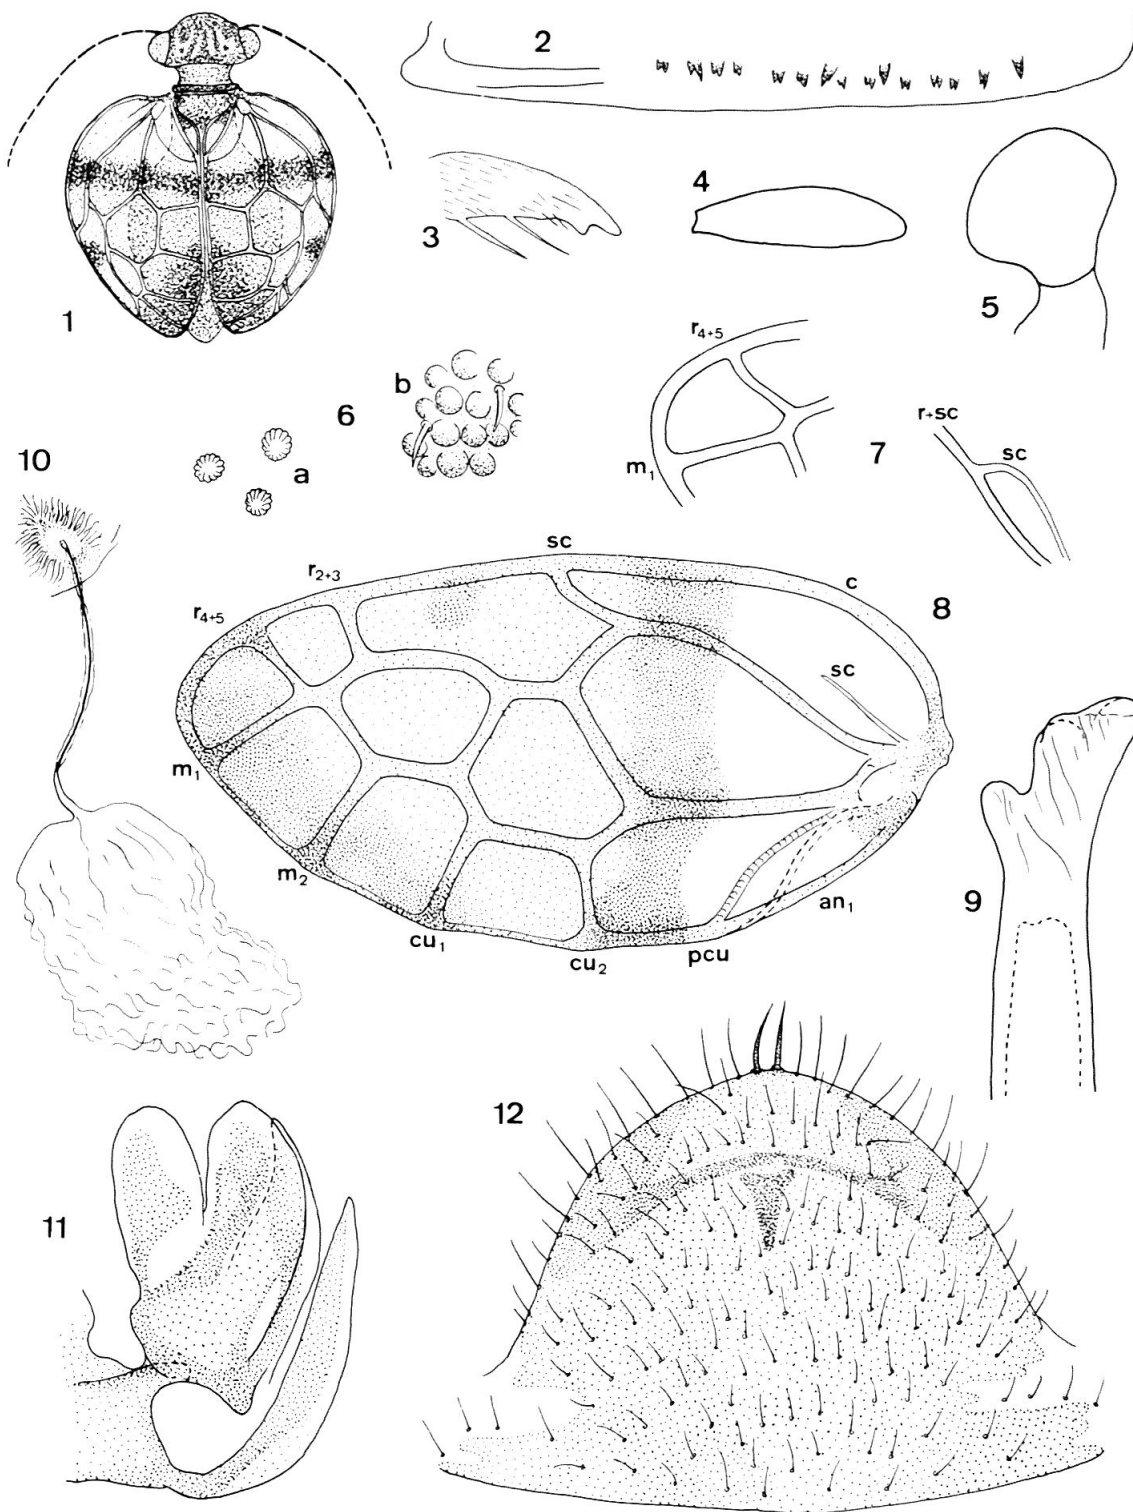 1
2
3
4
5
6
a
b
7
r₄₊₅
m₁
r+sc
sc
10
8
sc
r₂₊₃
r₄₊₅
c
sc
m₁
m₂
cu₁
cu₂
pcu
an₁
9
11
12